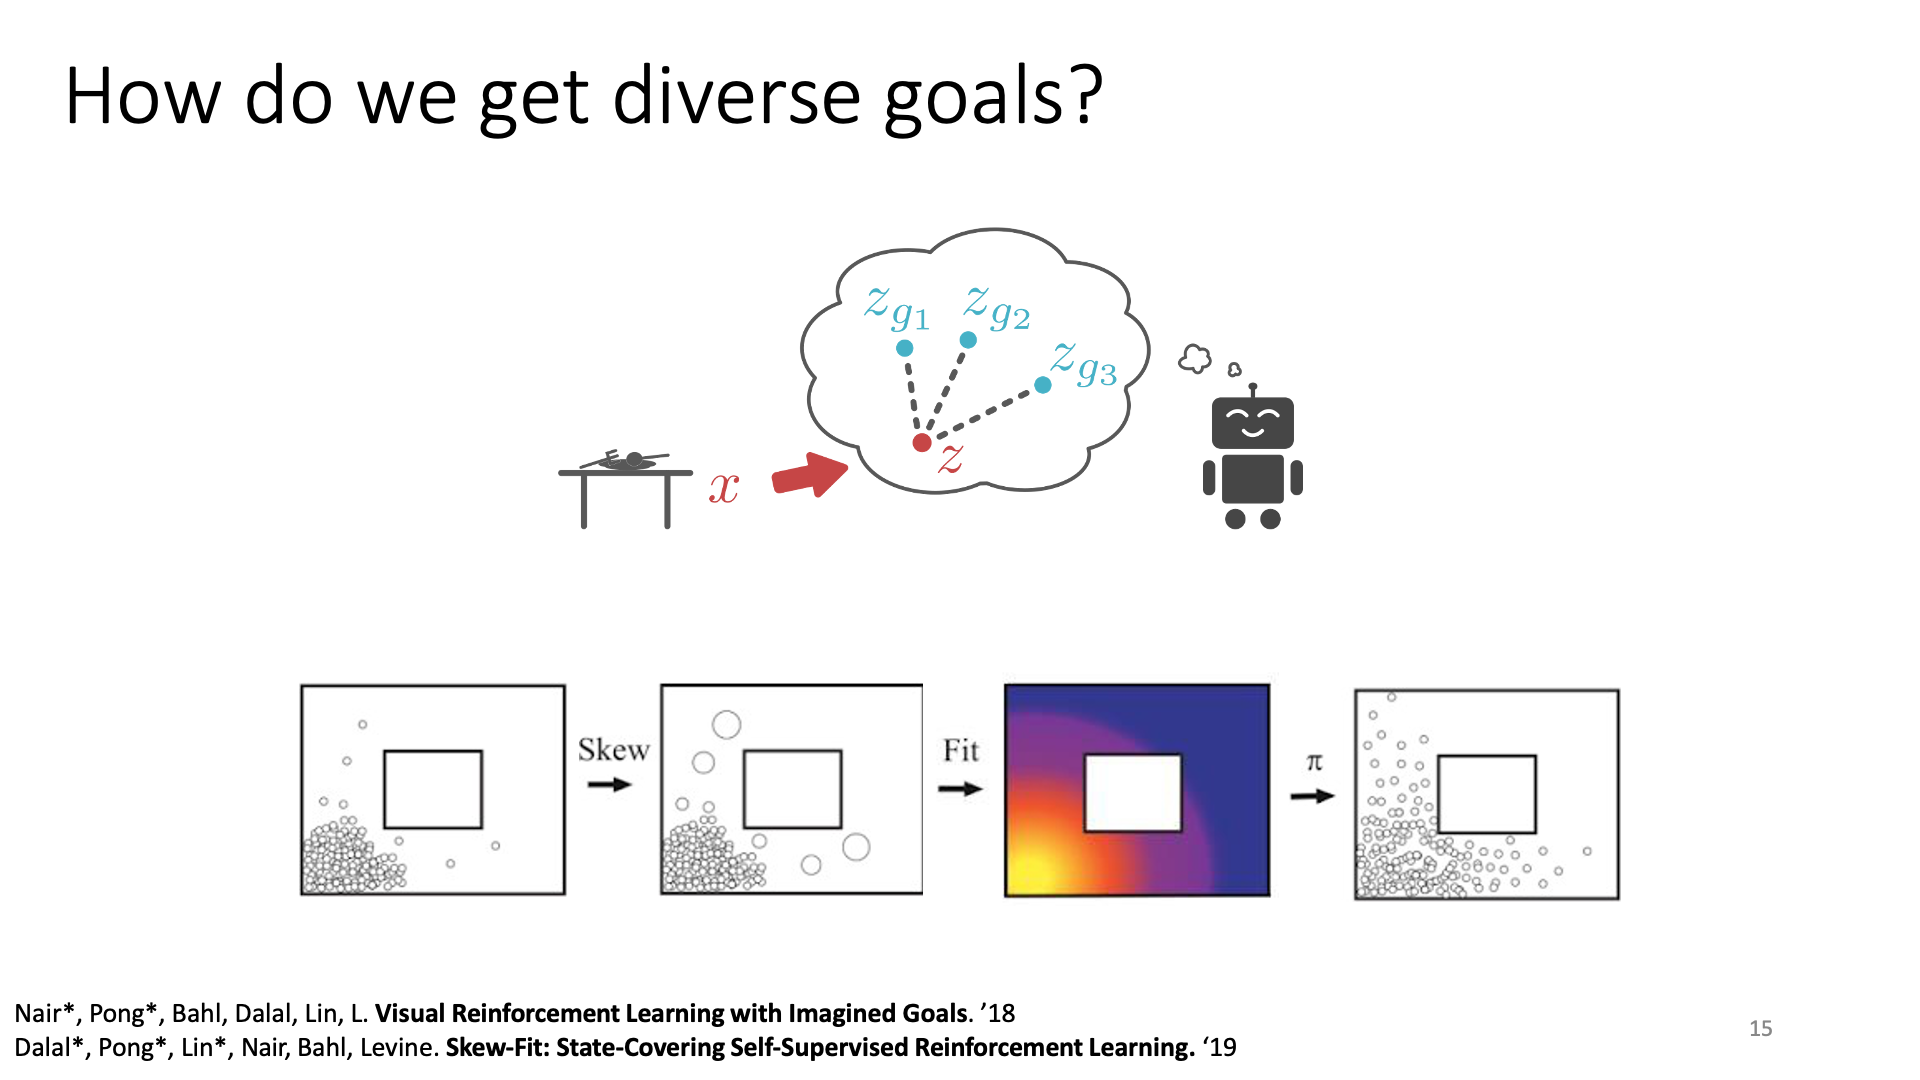 How do we get diverse goals?
z_{g_1} z_{g_2}
z_{g_3}
z
x
Skew
Fit
π
Nair*, Pong*, Bahl, Dalal, Lin, L. Visual Reinforcement Learning with Imagined Goals. ’18
Dalal*, Pong*, Lin*, Nair, Bahl, Levine. Skew-Fit: State-Covering Self-Supervised Reinforcement Learning. ‘19
15